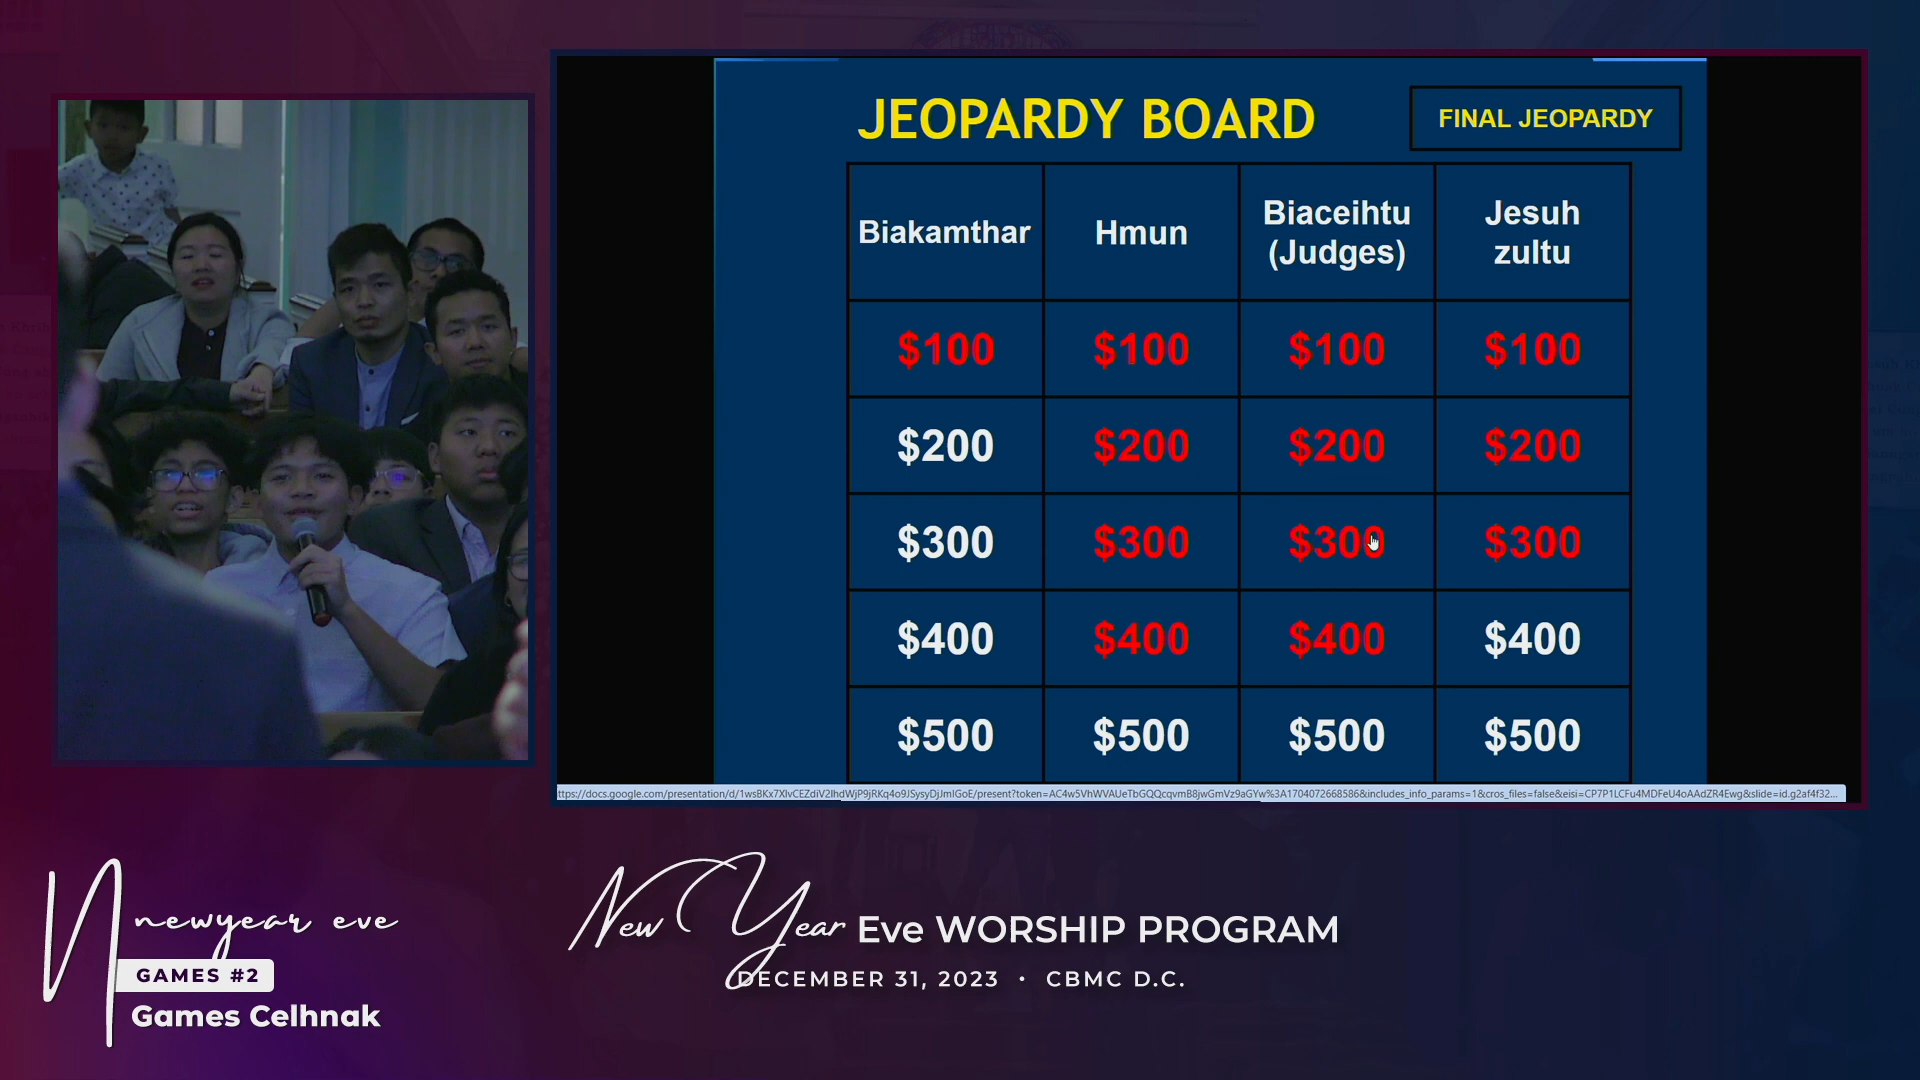 JEOPARDY BOARD
FINAL JEOPARDY
Biakamthar
Hmun
Biaceihtu
(Judges)
Jesuh
zultu
$100 $100 $100 $100
$200 $200 $200 $200
$300 $300 $300 $300
$400 $400 $400 $400
$500 $500 $500 $500
newyear eve
GAMES #2
Games Celhnak
New Year Eve WORSHIP PROGRAM
DECEMBER 31, 2023 • CBMC D.C.